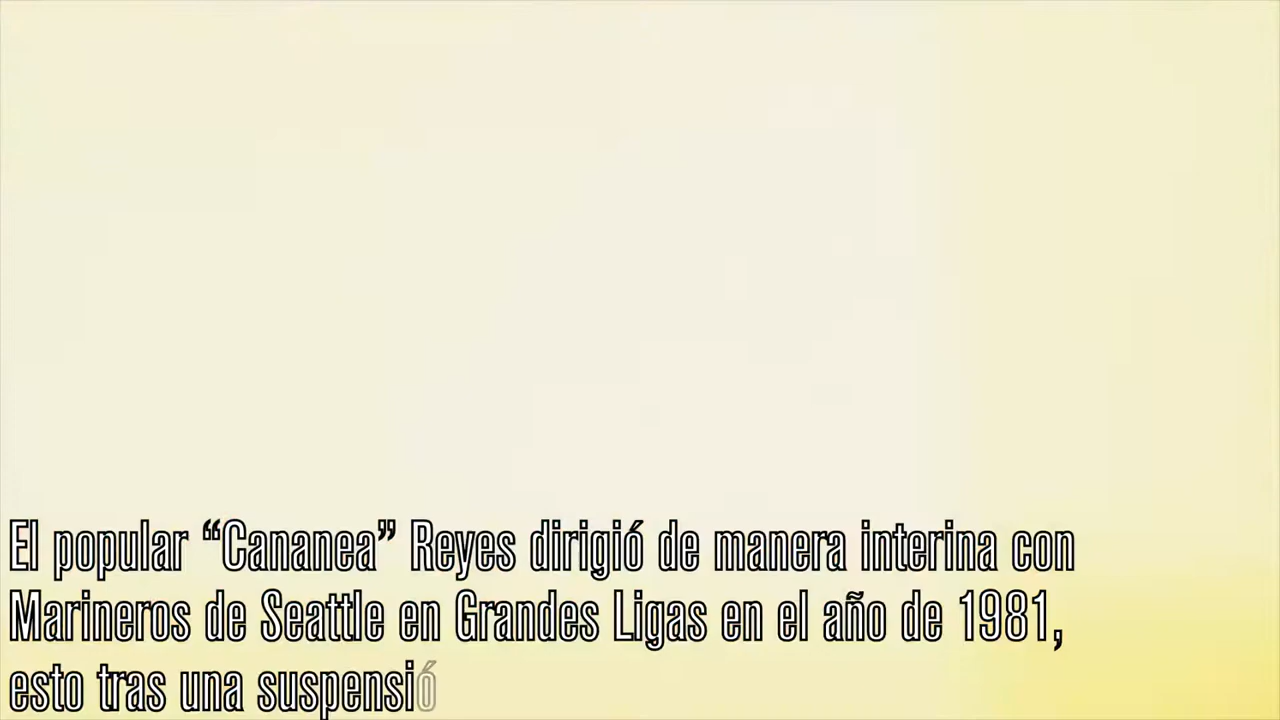 El popular “Cananea” Reyes dirigió de manera interina con
Marineros de Seattle en Grandes Ligas en el año de 1981,
esto tras una suspensió